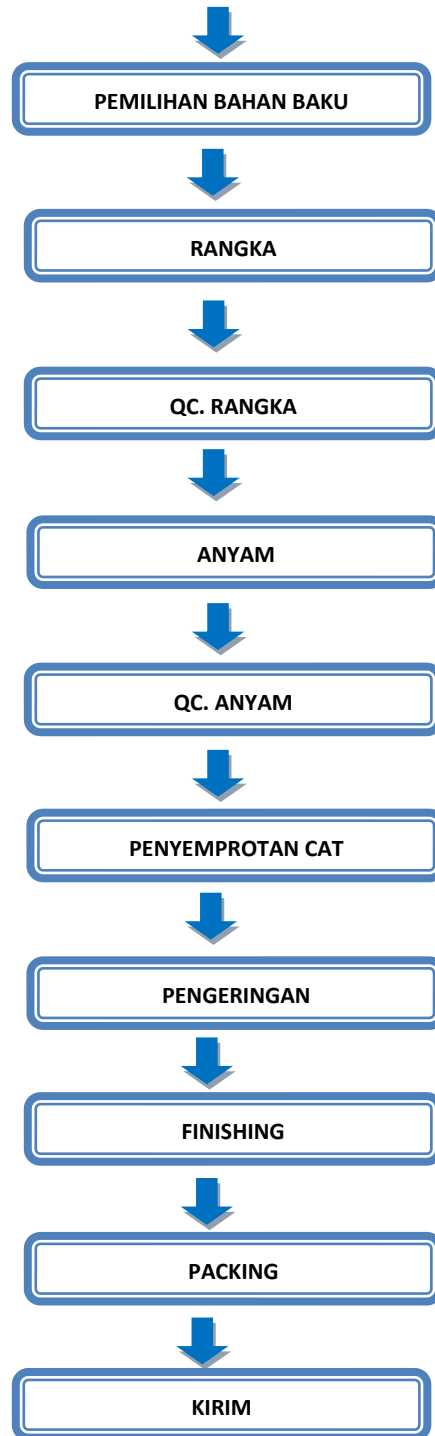 PEMILIHAN BAHAN BAKU
RANGKA
QC. RANGKA
ANYAM
QC. ANYAM
PENYEMPROTAN CAT
PENGERINGAN
FINISHING
PACKING
KIRIM